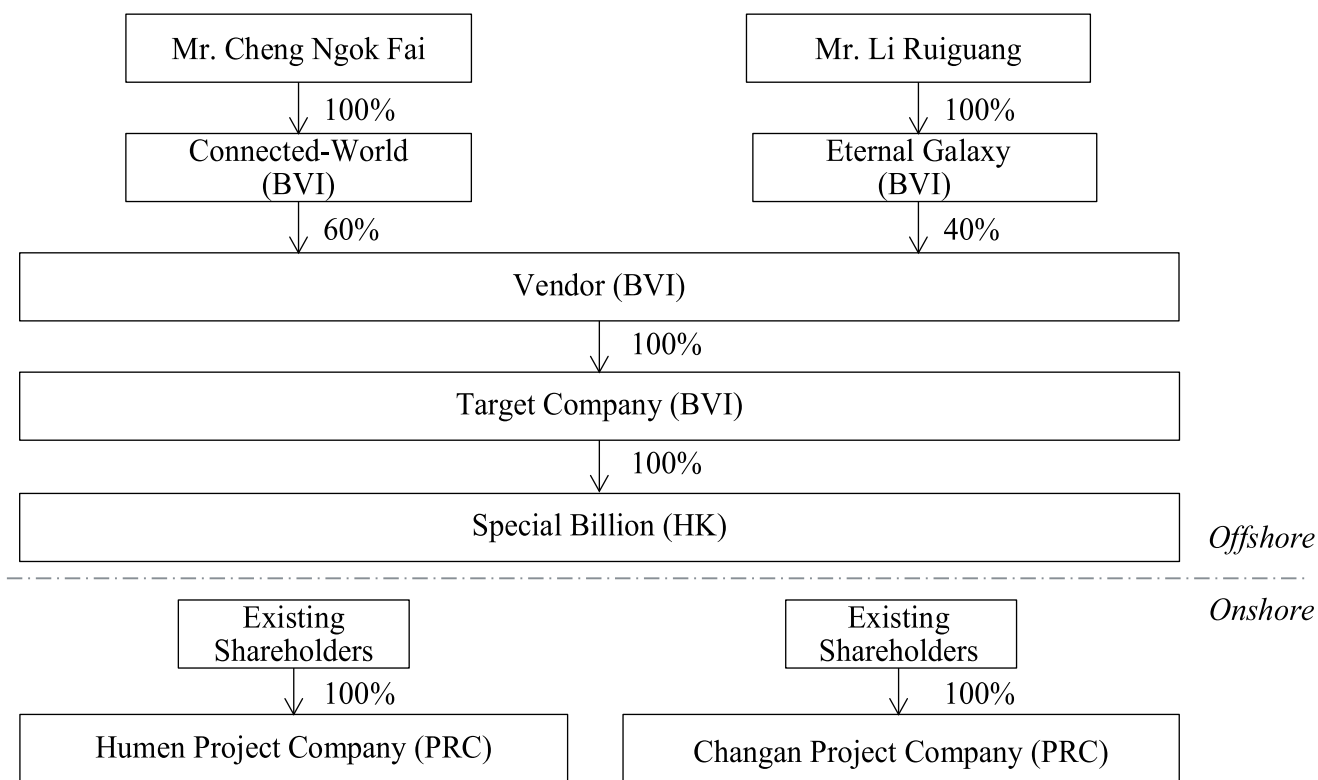 Mr. Cheng Ngok Fai
Mr. Li Ruiguang
100%
100%
Connected-World
(BVI)
Eternal Galaxy
(BVI)
60%
40%
Vendor (BVI)
100%
Target Company (BVI)
100%
Special Billion (HK)
Offshore
Onshore
Existing
Shareholders
Existing
Shareholders
100%
100%
Humen Project Company (PRC)
Changan Project Company (PRC)